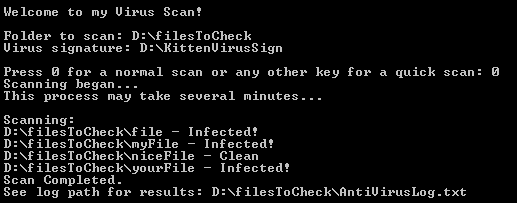 Welcome to my Virus Scan!
Folder to scan: D:\filesToCheck
Virus signature: D:\KittenVirusSign
Press 0 for a normal scan or any other key for a quick scan: 0
Scanning began...
This process may take several minutes...
Scanning:
D:\filesToCheck\file - Infected!
D:\filesToCheck\myFile - Infected!
D:\filesToCheck\niceFile - Clean
D:\filesToCheck\yourFile - Infected!
Scan Completed.
See log path for results: D:\filesToCheck\AntiVirusLog.txt